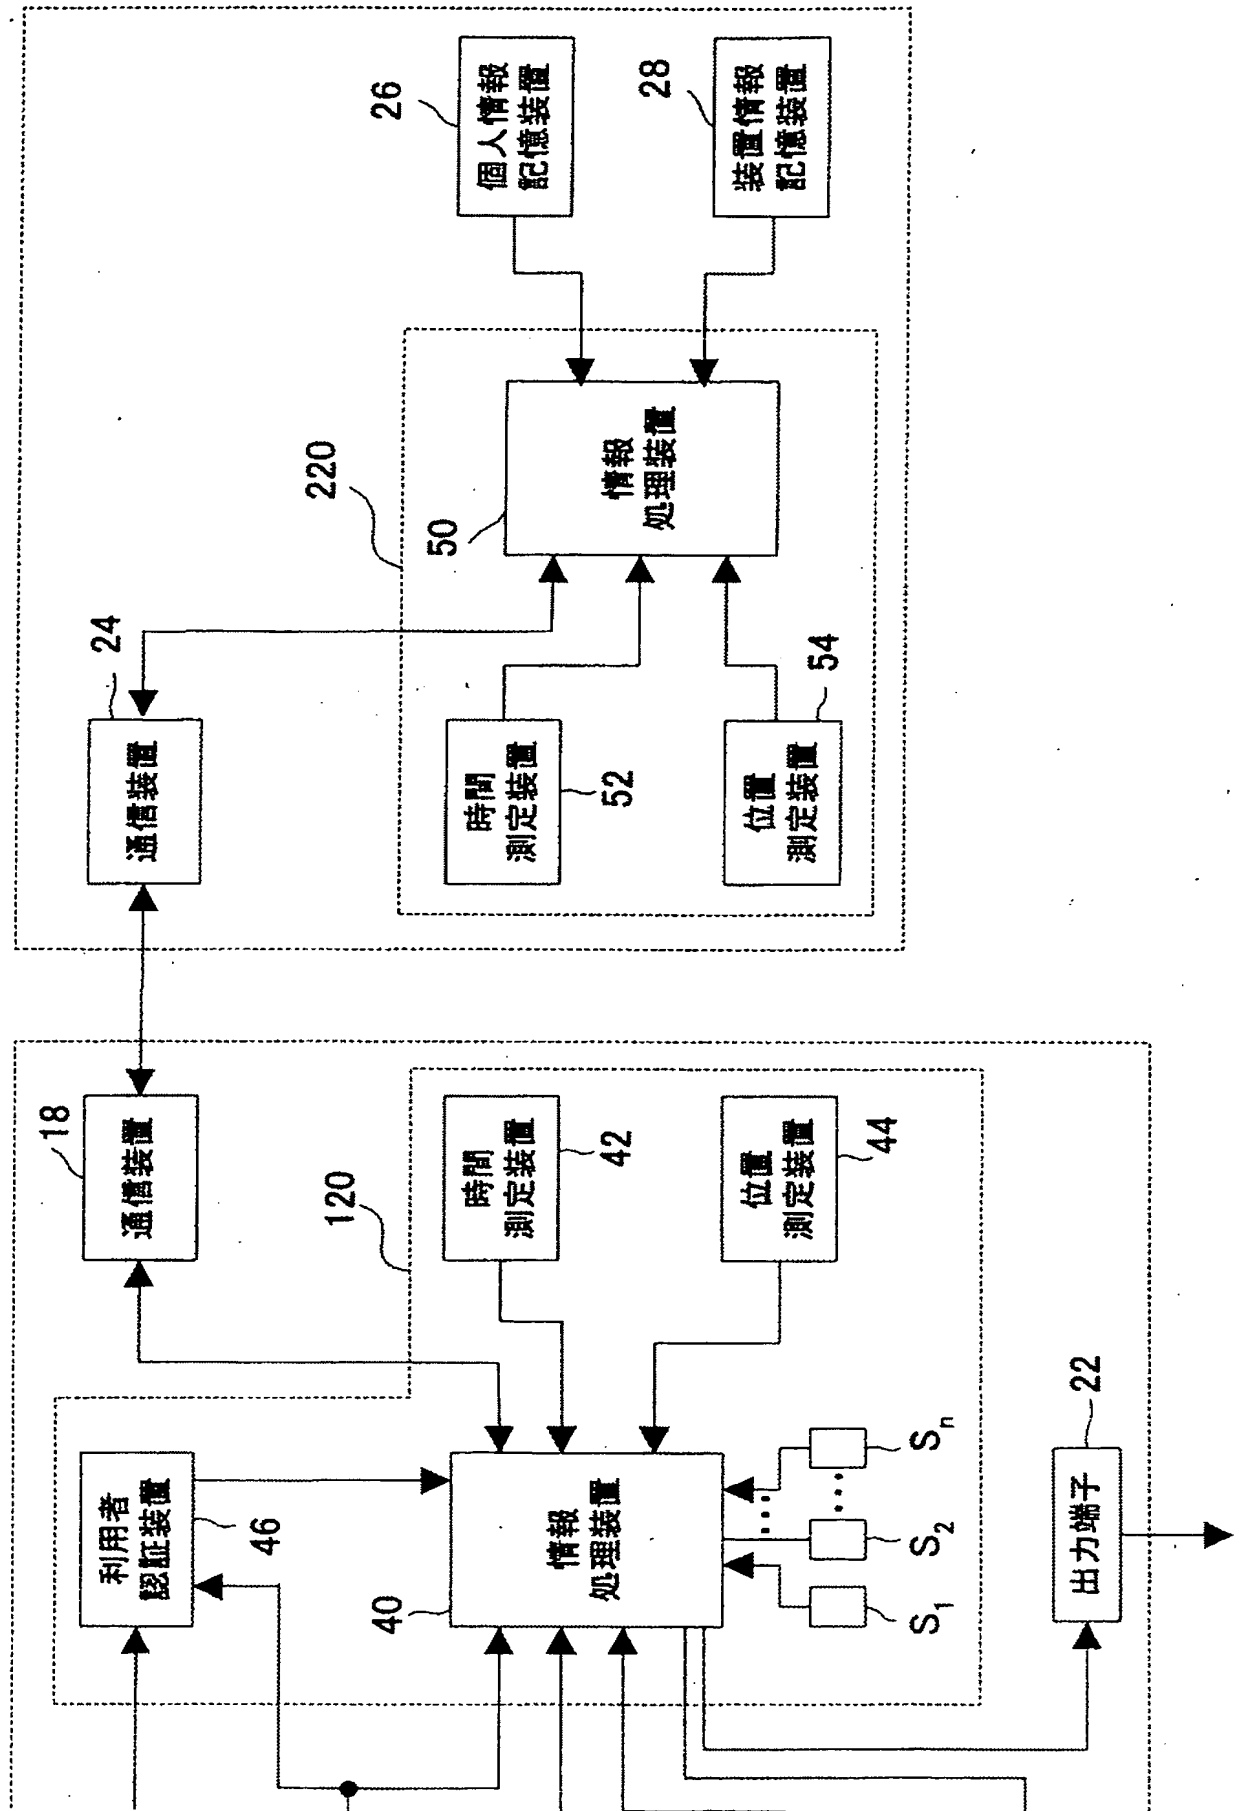 利用者
認証装置
46
18
通信装置
24
通信装置
120
220
40
情報
処理装置
時間
測定装置
42
時間
測定装置
52
50
情報
処理装置
26
個人情報
記憶装置
28
装置情報
記憶装置
位置
測定装置
44
位置
測定装置
54
S1
S2
Sn
出力端子
22